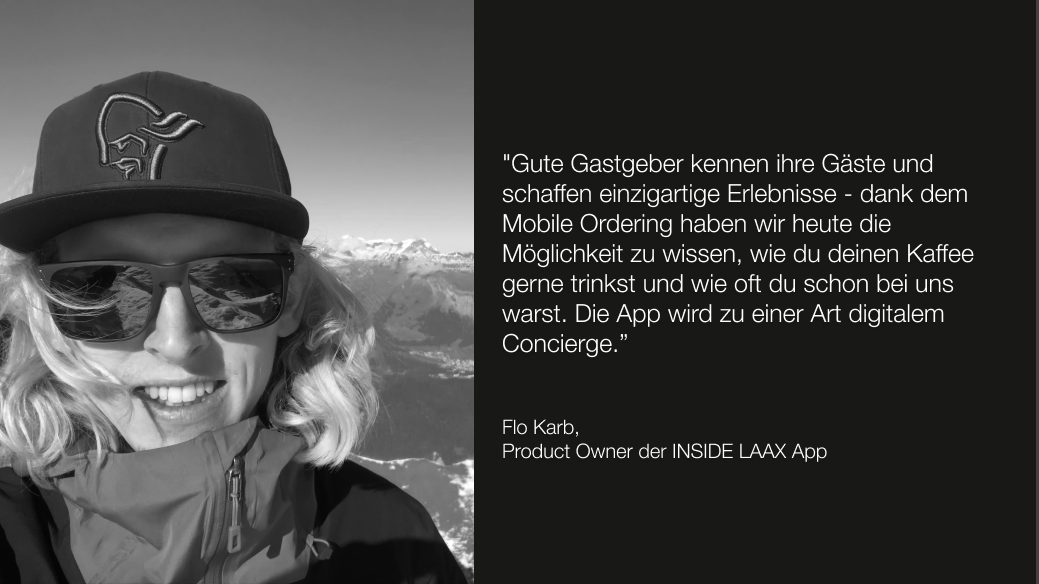 "Gute Gastgeber kennen ihre Gäste und
schaffen einzigartige Erlebnisse - dank dem
Mobile Ordering haben wir heute die
Möglichkeit zu wissen, wie du deinen Kaffee
gerne trinkst und wie oft du schon bei uns
warst. Die App wird zu einer Art digitalem
Concierge.”
Flo Karb,
Product Owner der INSIDE LAAX App